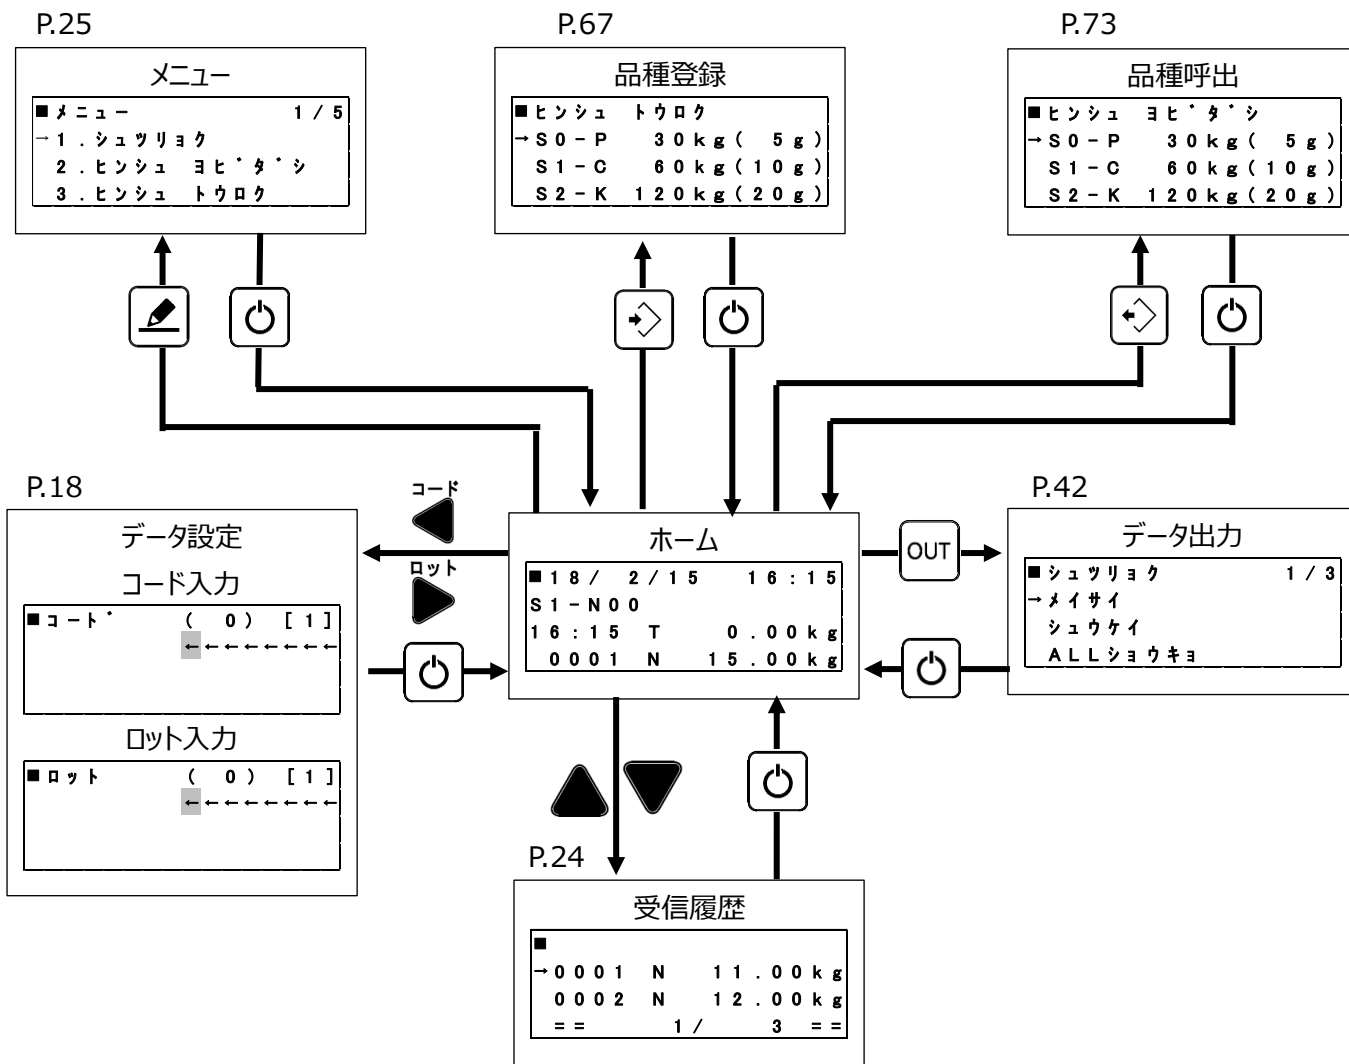 P.25
メニュー
■メニュー 1/5
→1.シュツリョク
2.ヒンシュ ヨビダシ
3.ヒンシュ トウロク
P.67
品種登録
■ヒンシュ トウロク
→S0-P 30kg( 5g)
S1-C 60kg(10g)
S2-K 120kg(20g)
P.73
品種呼出
■ヒンシュ ヨビダシ
→S0-P 30kg( 5g)
S1-C 60kg(10g)
S2-K 120kg(20g)
P.18
データ設定
コード入力
■コード ( 0) [1]
←←←←←←←←
ロット入力
■ロット ( 0) [1]
←←←←←←←←
コード
ロット
ホーム
■18/ 2/15 16:15
S1-N00
16:15 T 0.00kg
0001 N 15.00kg
OUT
P.42
データ出力
■シュツリョク 1/3
→メイサイ
シュウケイ
ALLショウキョ
P.24
受信履歴
■
→0001 N 11.00kg
0002 N 12.00kg
== 1/ 3 ==